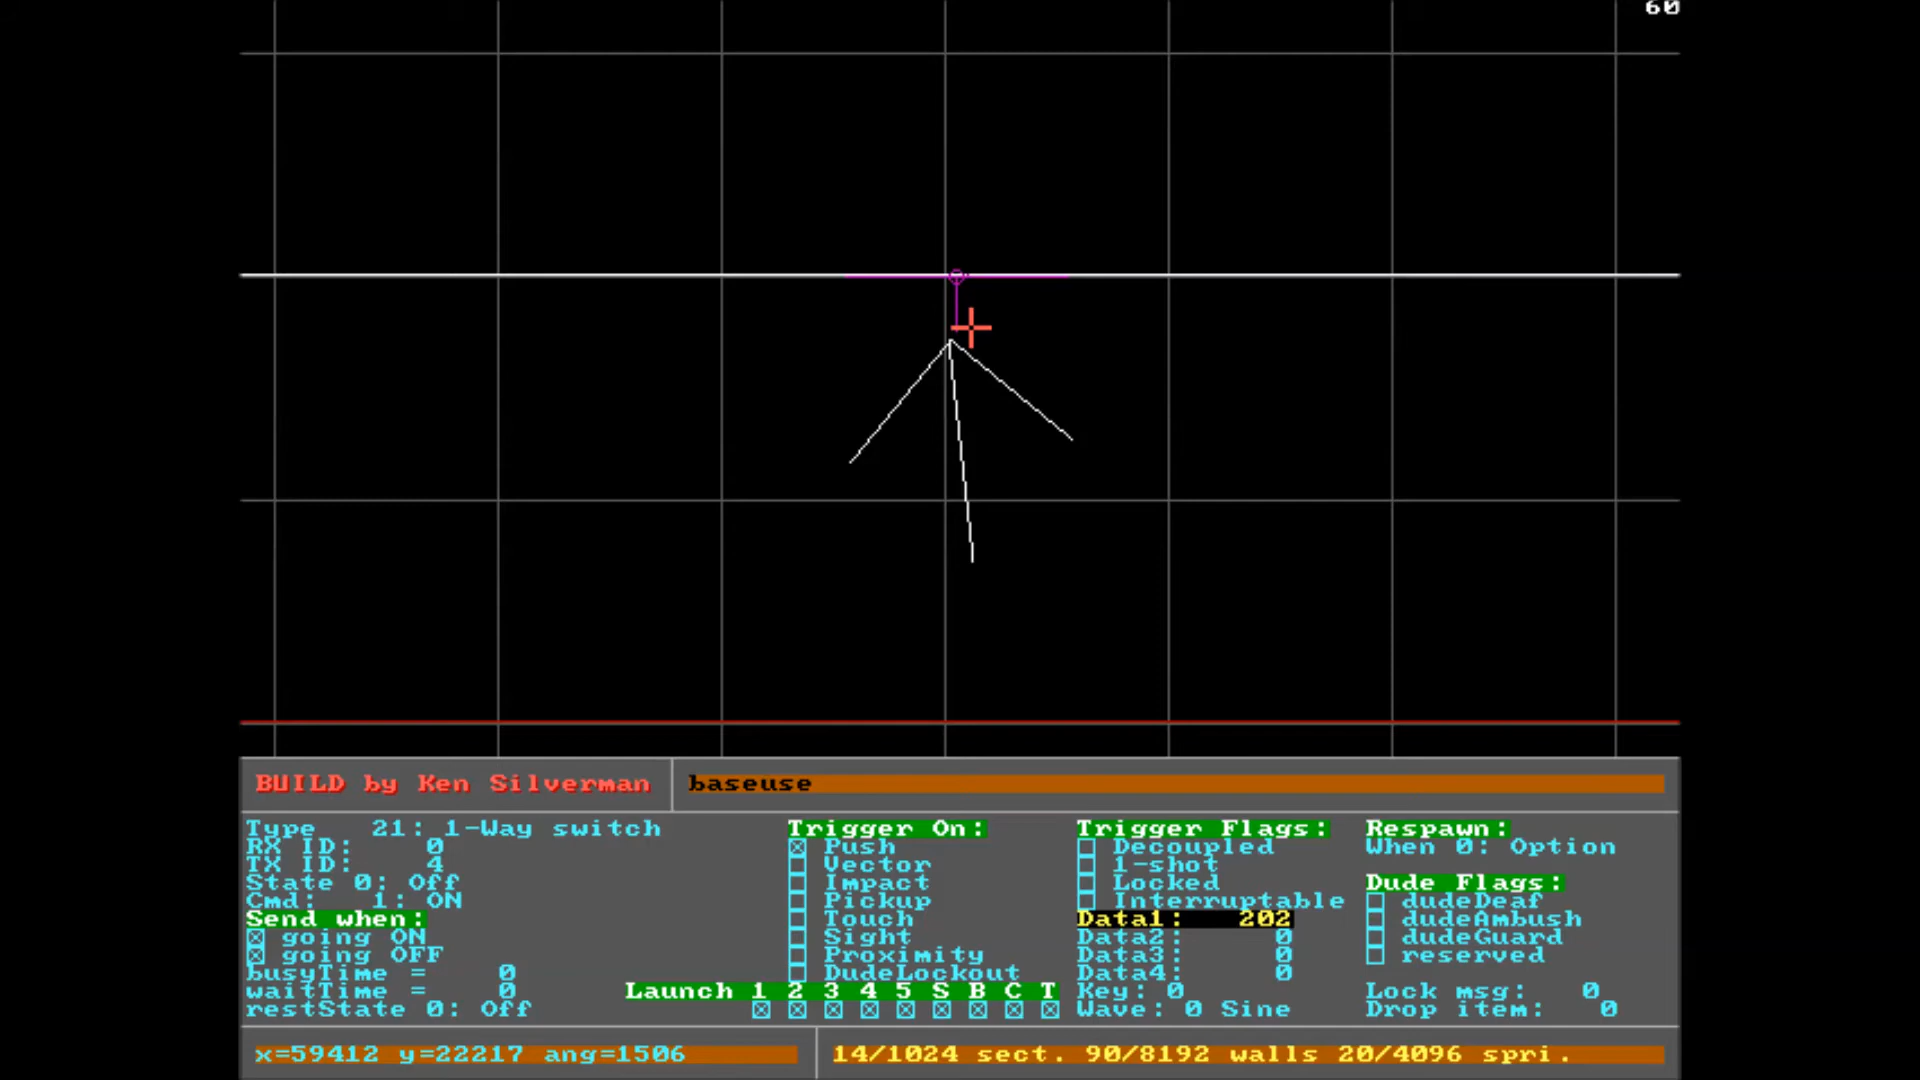 60
BUILD by Ken Silverman
baseuse
Type 21: 1-Way switch
RX ID: 0
TX ID: 4
State 0: Off
Cmd: 1: ON
Send when:
going ON
going OFF
busyTime = 0
waitTime = 0
restState 0: Off
Trigger On:
Push
Vector
Impact
Pickup
Touch
Sight
Proximity
DudeLockout
Launch 1 2 3 4 5 S B C T
Trigger Flags:
Decoupled
1-shot
Locked
Interruptable
Data1: 202
Data2: 0
Data3: 0
Data4: 0
Key: 0
Wave: 0 Sine
Respawn:
When 0: Option
Dude Flags:
dudeDeaf
dudeAmbush
dudeGuard
reserved
Lock msg: 0
Drop item: 0
x=59412 y=22217 ang=1506
14/1024 sect. 90/8192 walls 20/4096 spri.